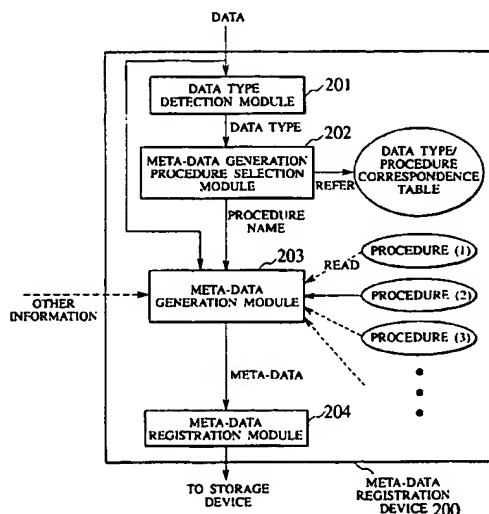 DATA
DATA TYPE
DETECTION MODULE
201
DATA TYPE
202
META-DATA GENERATION
PROCEDURE SELECTION
MODULE
REFER
DATA TYPE/
PROCEDURE
CORRESPONDENCE
TABLE
PROCEDURE
NAME
203
READ
PROCEDURE (1)
META-DATA
GENERATION MODULE
PROCEDURE (2)
OTHER
INFORMATION
PROCEDURE (3)
META-DATA
204
META-DATA
REGISTRATION MODULE
TO STORAGE
DEVICE
META-DATA
REGISTRATION
DEVICE 200